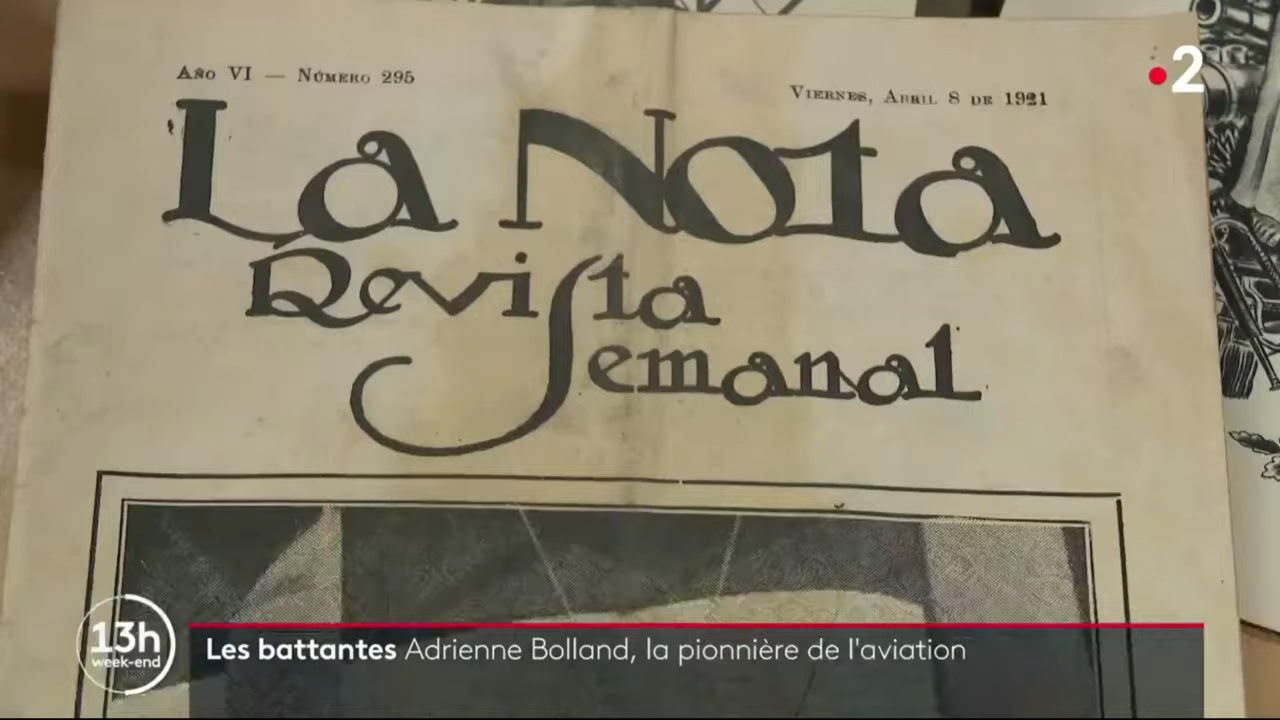 Año VI — Número 295
Viernes, Abril 8 de 1921
La Nota
Revista
Semanal
2
13h
week-end
Les battantes Adrienne Bolland, la pionnière de l'aviation